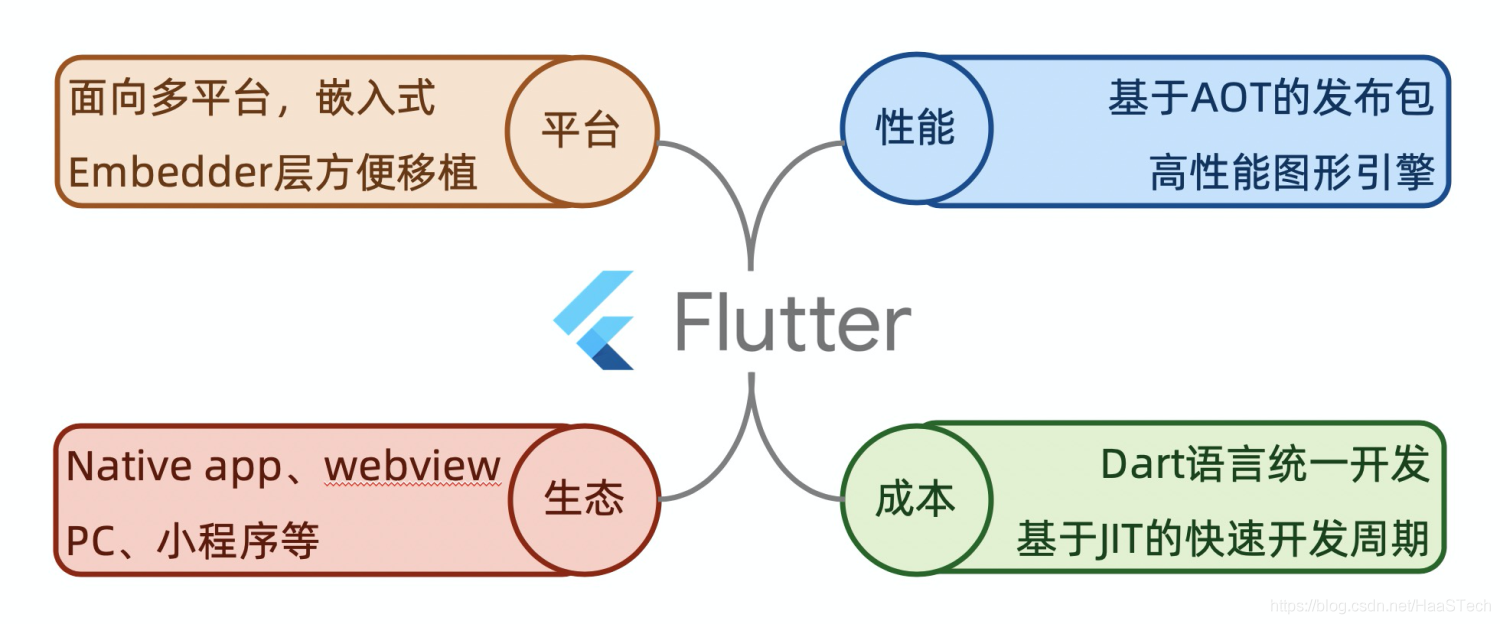 面向多平台，嵌入式
Embedder层方便移植
平台
性能
基于AOT的发布包
高性能图形引擎
Flutter
Native app、webview
PC、小程序等
生态
成本
Dart语言统一开发
基于JIT的快速开发周期
https://blog.csdn.net/HaaSTech